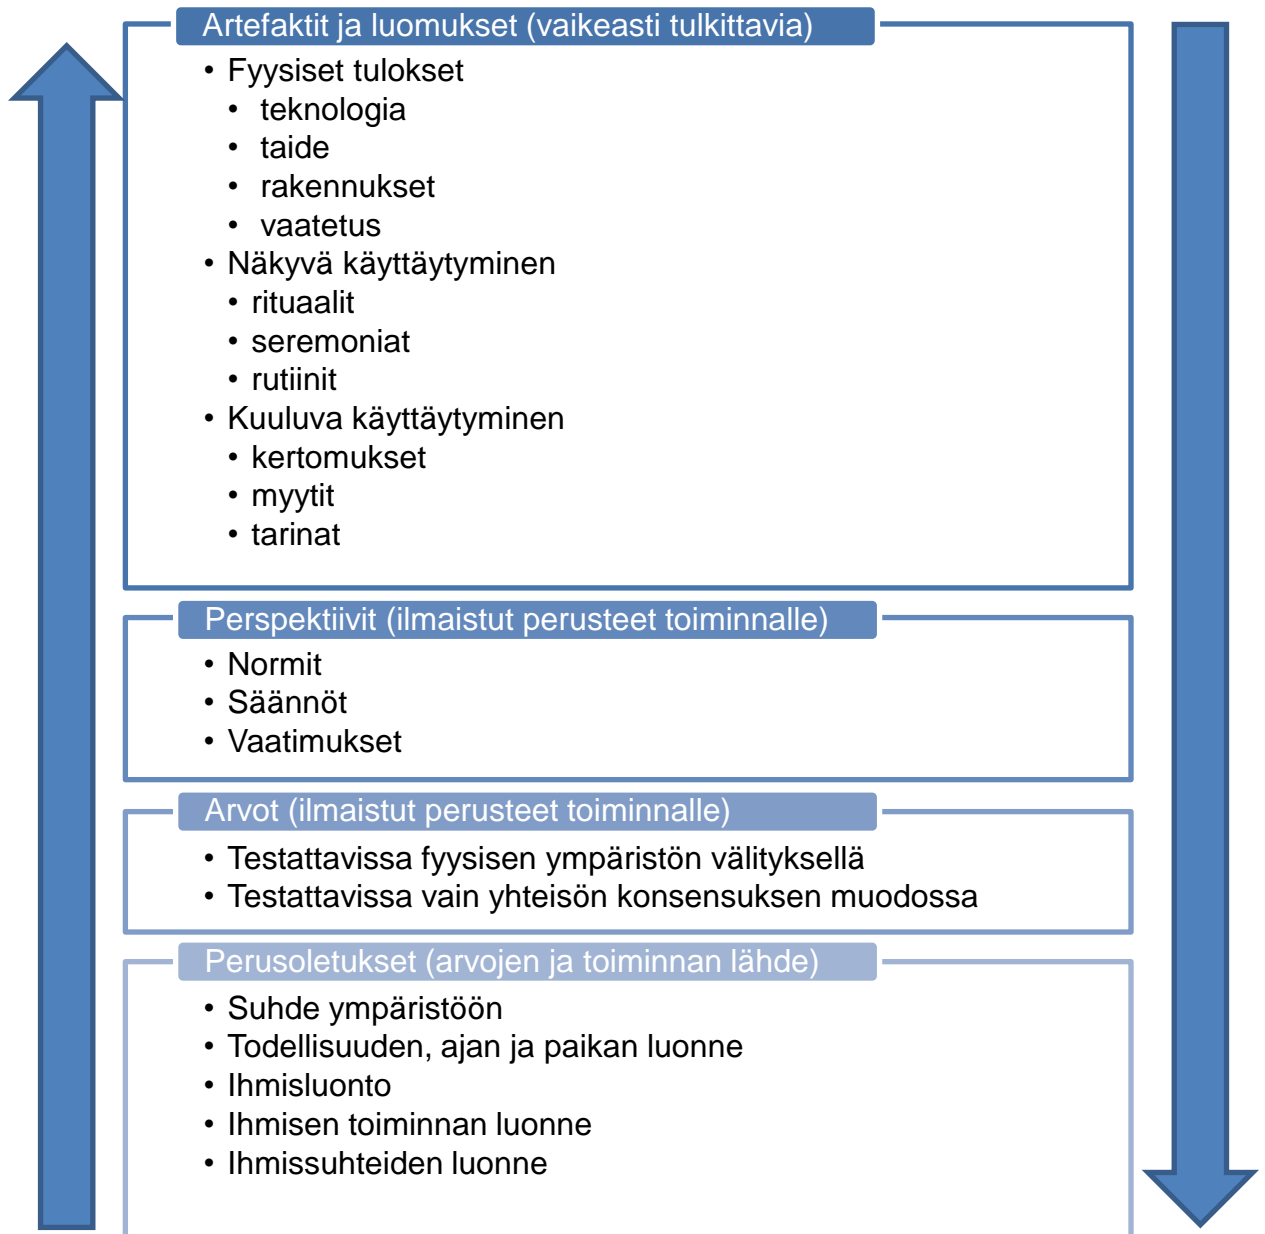 Artefaktit ja luomukset (vaikeasti tulkittavia)
• Fyysiset tulokset
• teknologia
• taide
• rakennukset
• vaatetus
• Näkyvä käyttäytyminen
• rituaalit
• seremoniat
• rutiinit
• Kuuluva käyttäytyminen
• kertomukset
• myytit
• tarinat
Perspektiivit (ilmaistut perusteet toiminnalle)
• Normit
• Säännöt
• Vaatimukset
Arvot (ilmaistut perusteet toiminnalle)
• Testattavissa fyysisen ympäristön välityksellä
• Testattavissa vain yhteisön konsensuksen muodossa
Perusoletukset (arvojen ja toiminnan lähde)
• Suhde ympäristöön
• Todellisuuden, ajan ja paikan luonne
• Ihmisluonto
• Ihmisen toiminnan luonne
• Ihmissuhteiden luonne